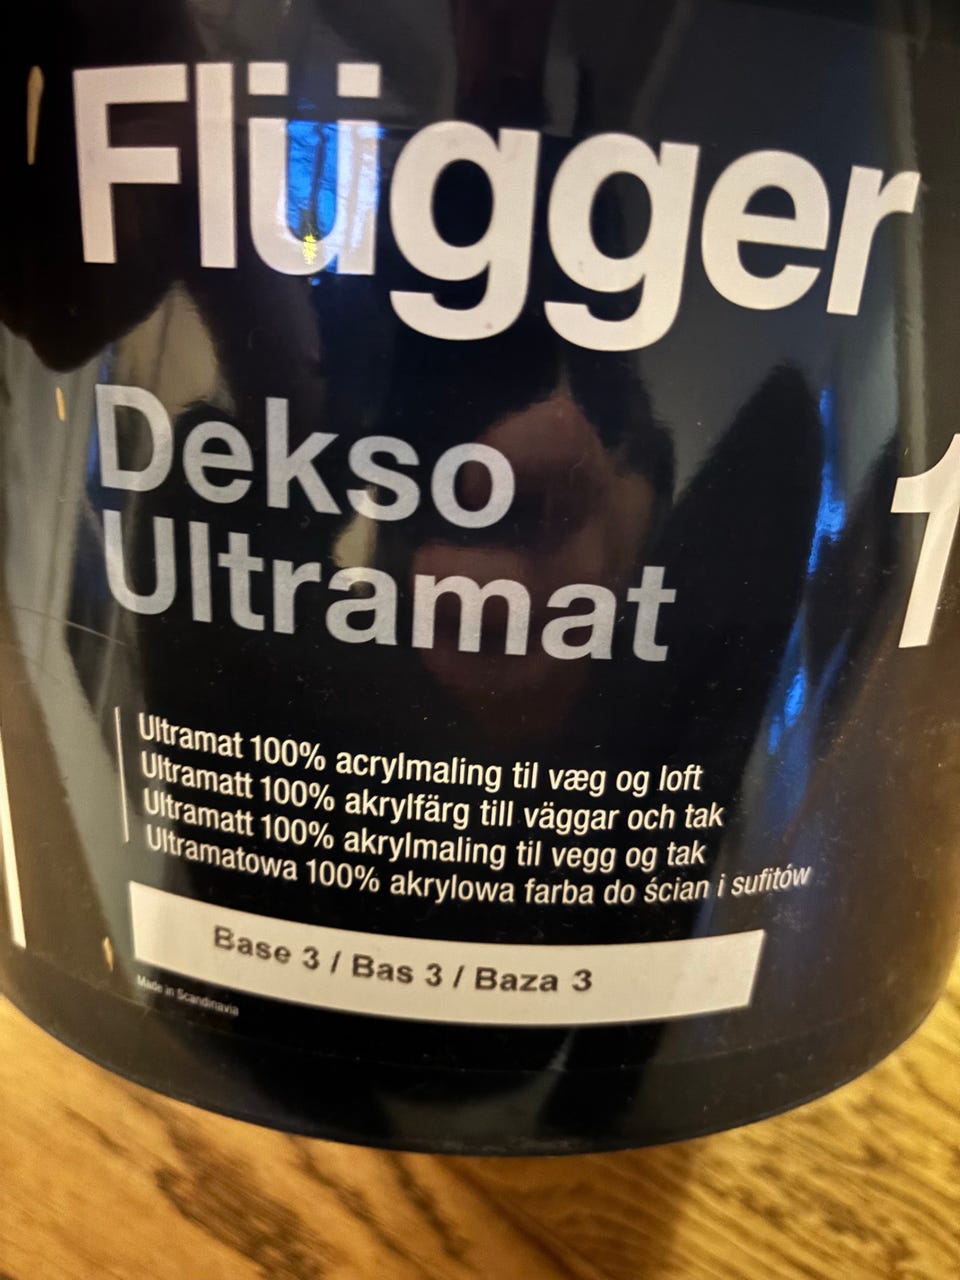 Flügger
Dekso
Ultramat
1
Ultramat 100% acrylmaling til væg og loft
Ultramatt 100% akrylfärg till väggar och tak
Ultramatt 100% akrylmaling til vegg og tak
Ultramatowa 100% akrylowa farba do ścian i sufitów
Base 3 / Bas 3 / Baza 3
Made in Scandinavia